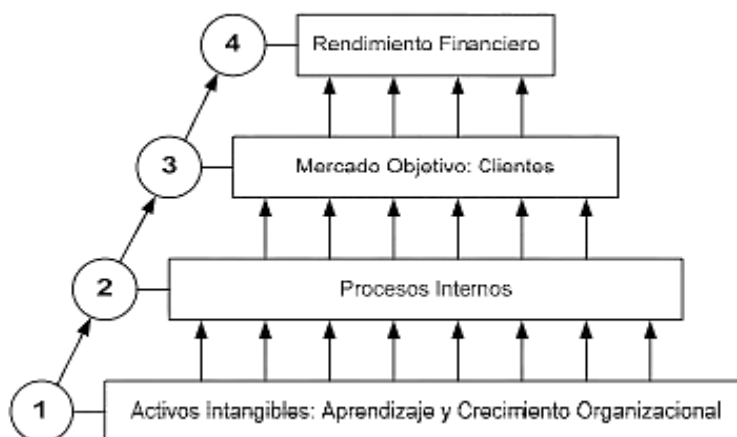 4
Rendimiento Financiero
3
Mercado Objetivo: Clientes
2
Procesos Internos
1
Activos Intangibles: Aprendizaje y Crecimiento Organizacional